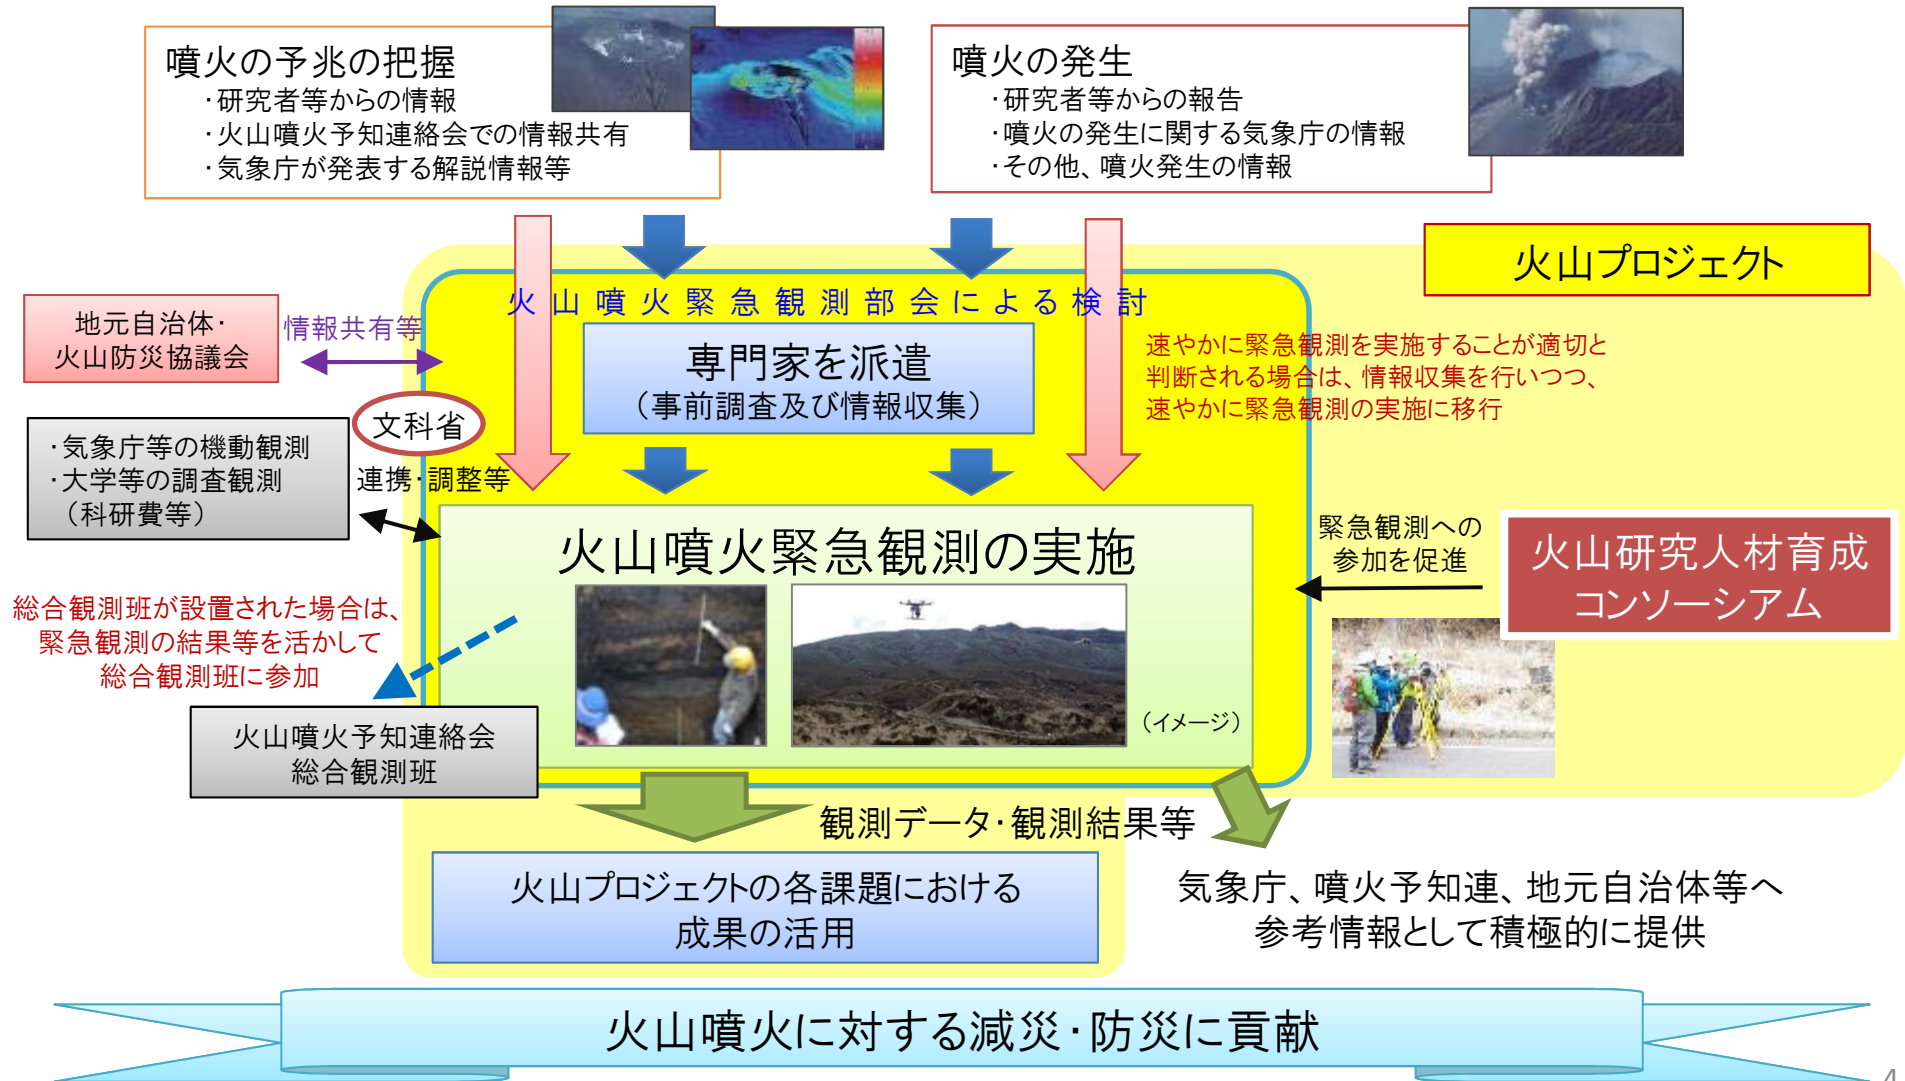 噴火の予兆の把握
・研究者等からの情報
・火山噴火予知連絡会での情報共有
・気象庁が発表する解説情報等
噴火の発生
・研究者等からの報告
・噴火の発生に関する気象庁の情報
・その他、噴火発生の情報
火山プロジェクト
火山噴火緊急観測部会による検討
地元自治体・
火山防災協議会
情報共有等
専門家を派遣
（事前調査及び情報収集）
速やかに緊急観測を実施することが適切と
判断される場合は、情報収集を行いつつ、
速やかに緊急観測の実施に移行
文科省
・気象庁等の機動観測
・大学等の調査観測
（科研費等）
連携・調整等
火山噴火緊急観測の実施
緊急観測への
参加を促進
火山研究人材育成
コンソーシアム
総合観測班が設置された場合は、
緊急観測の結果等を活かして
総合観測班に参加
（イメージ）
火山噴火予知連絡会
総合観測班
観測データ・観測結果等
火山プロジェクトの各課題における
成果の活用
気象庁、噴火予知連、地元自治体等へ
参考情報として積極的に提供
火山噴火に対する減災・防災に貢献
4